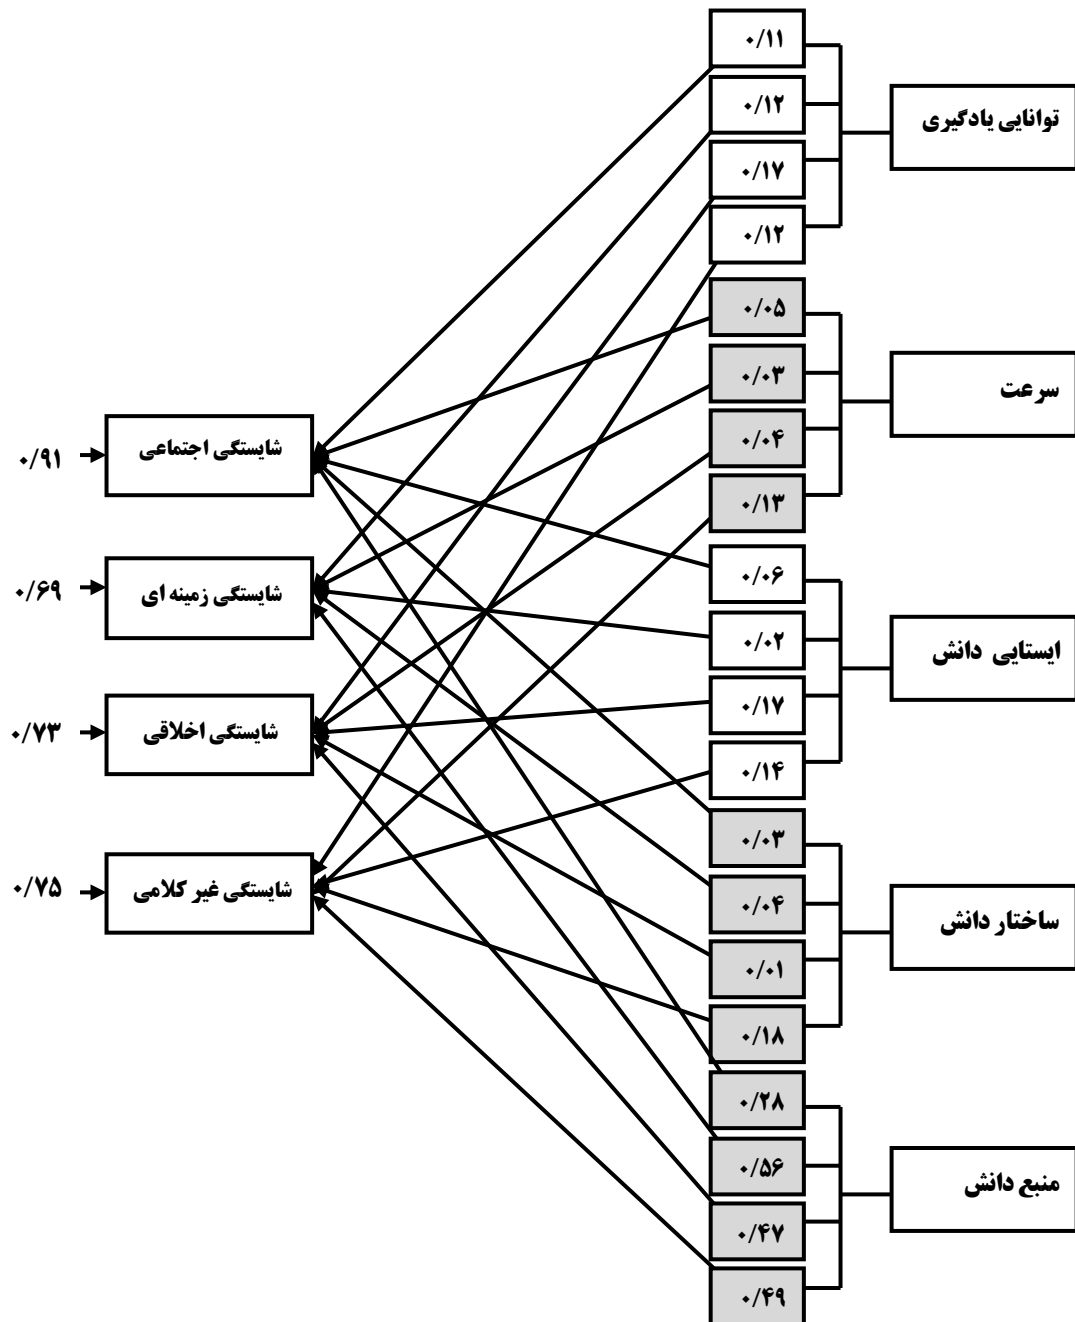 توانایی یادگیری
۰/۱۱
۰/۱۲
۰/۱۷
۰/۱۲
سرعت
۰/۰۵
۰/۰۳
۰/۰۴
۰/۱۳
ایستایی دانش
۰/۰۶
۰/۰۲
۰/۱۷
۰/۱۴
ساختار دانش
۰/۰۳
۰/۰۴
۰/۰۱
۰/۱۸
منبع دانش
۰/۲۸
۰/۵۶
۰/۴۷
۰/۴۹
شایستگی اجتماعی
۰/۹۱
شایستگی زمینه ای
۰/۶۹
شایستگی اخلاقی
۰/۷۳
شایستگی غیر کلامی
۰/۷۵